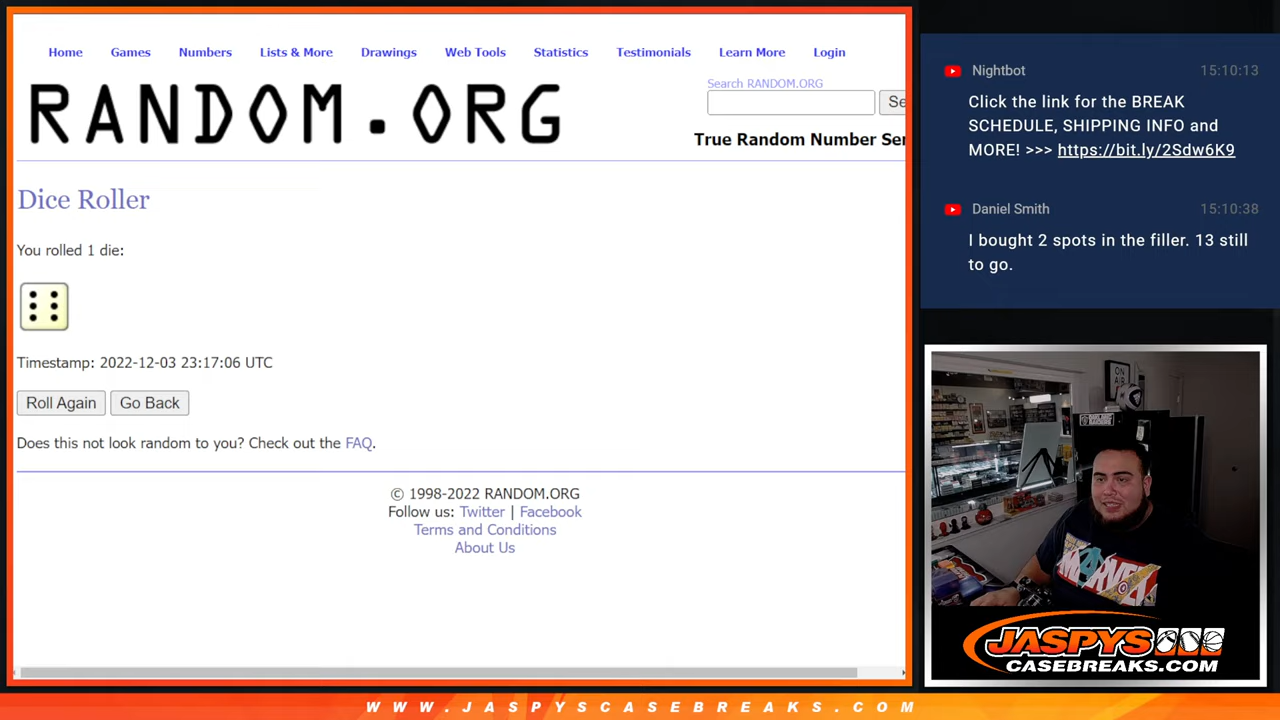 Home Games Numbers Lists & More Drawings Web Tools Statistics Testimonials Learn More Login
RANDOM.ORG
Search RANDOM.ORG
Se
True Random Number Ser
Dice Roller
You rolled 1 die:
Timestamp: 2022-12-03 23:17:06 UTC
Roll Again Go Back
Does this not look random to you? Check out the FAQ.
© 1998-2022 RANDOM.ORG
Follow us: Twitter | Facebook
Terms and Conditions
About Us
Nightbot 15:10:13
Click the link for the BREAK
SCHEDULE, SHIPPING INFO and
MORE! >>> https://bit.ly/2Sdw6K9
Daniel Smith 15:10:38
I bought 2 spots in the filler. 13 still
to go.
ON
AIR
MARVEL
JASPYS
CASEBREAKS.COM
WWW.JASPYSCASEBREAKS.COM